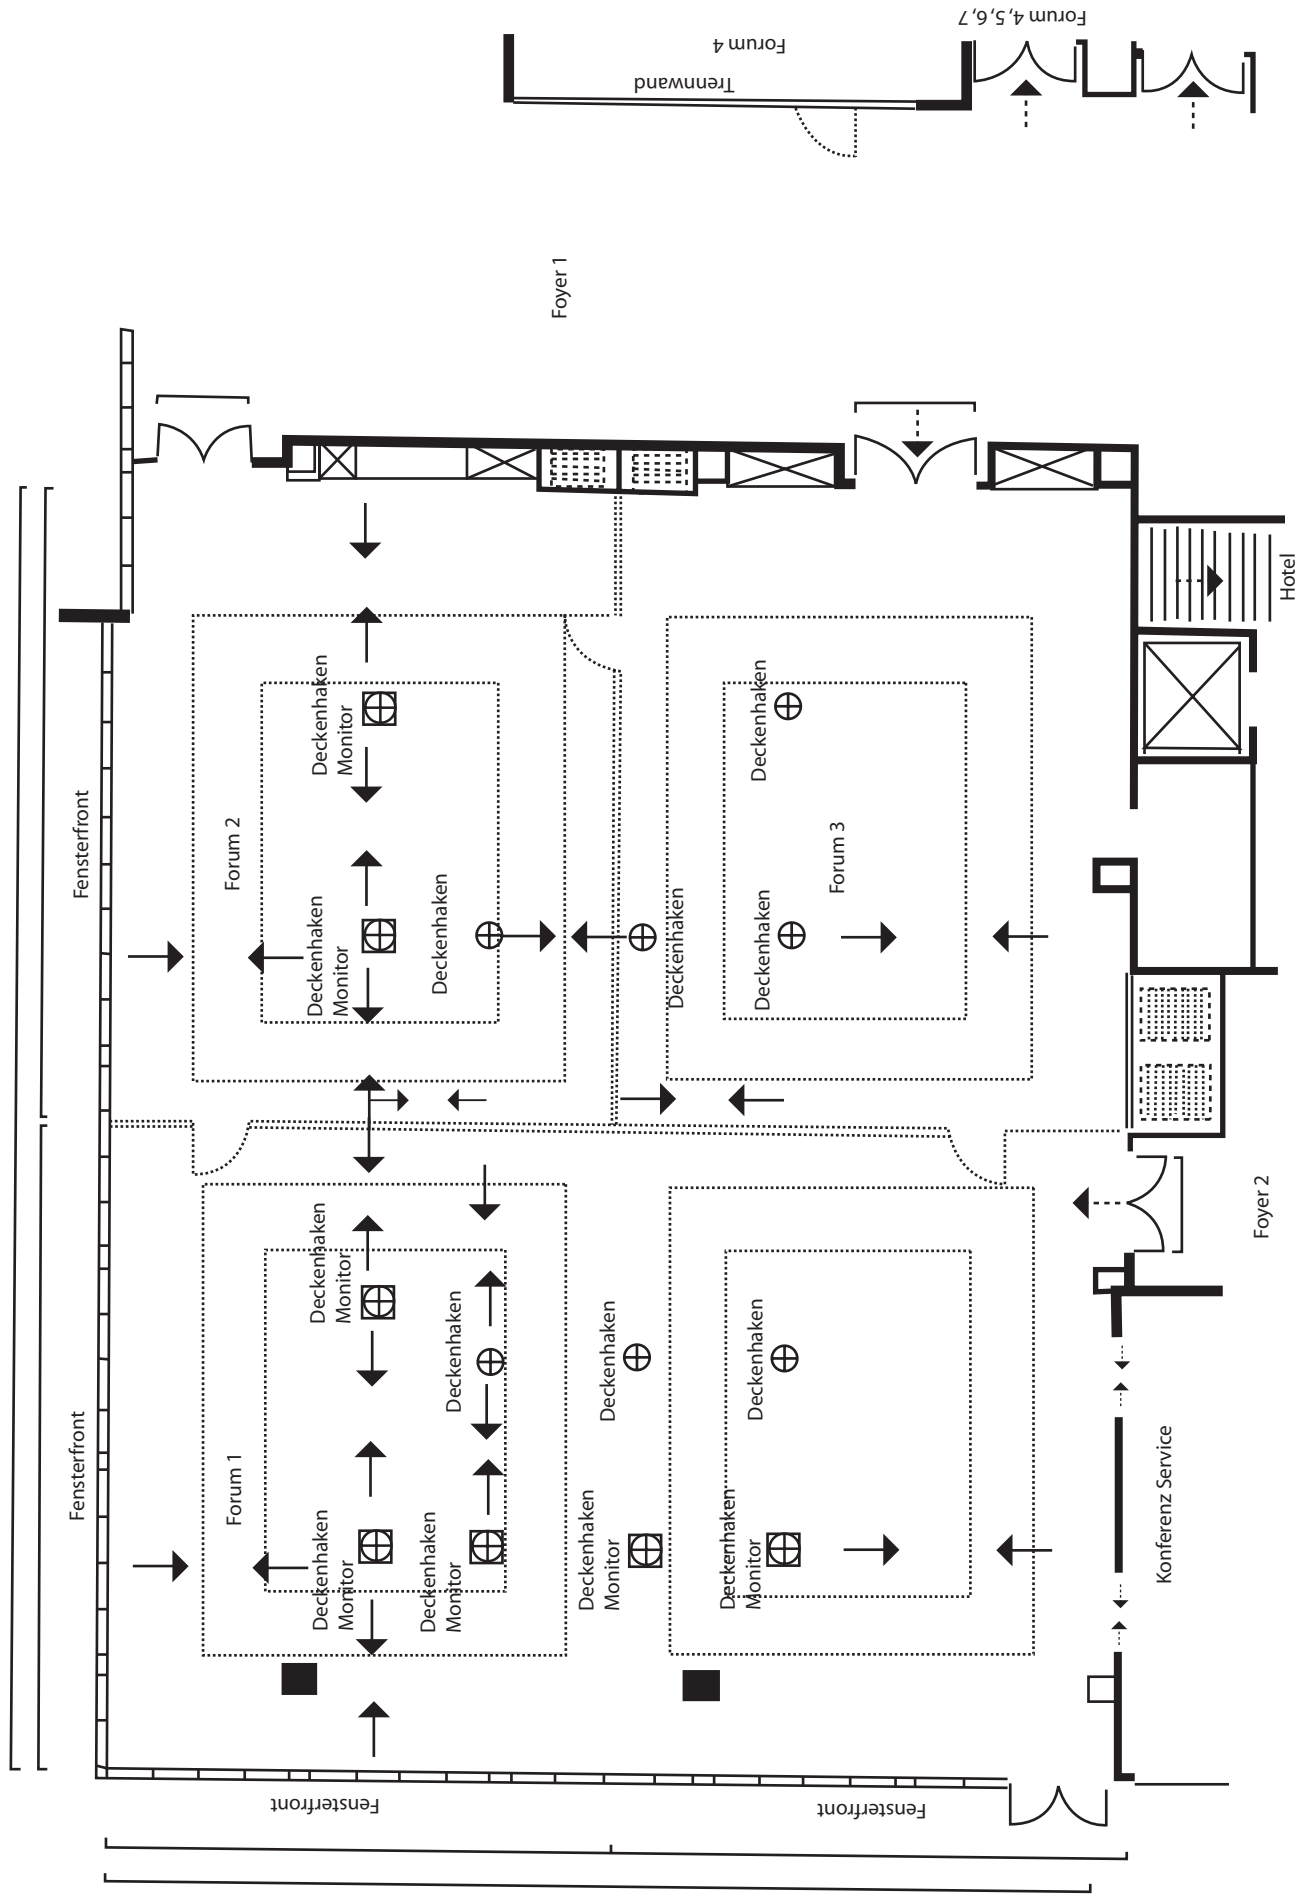 Forum 4,5,6,7
Forum 4
Trennwand
Foyer 1
Hotel
Fensterfront
Forum 2
Deckenhaken
Monitor
Deckenhaken
Monitor
Deckenhaken
Deckenhaken
Deckenhaken
Forum 3
Deckenhaken
Fensterfront
Forum 1
Deckenhaken
Monitor
Deckenhaken
Monitor
Deckenhaken
Deckenhaken
Monitor
Deckenhaken
Deckenhaken
Monitor
Deckenhaken
Deckenhaken
Monitor
Foyer 2
Konferenz Service
Fensterfront
Fensterfront